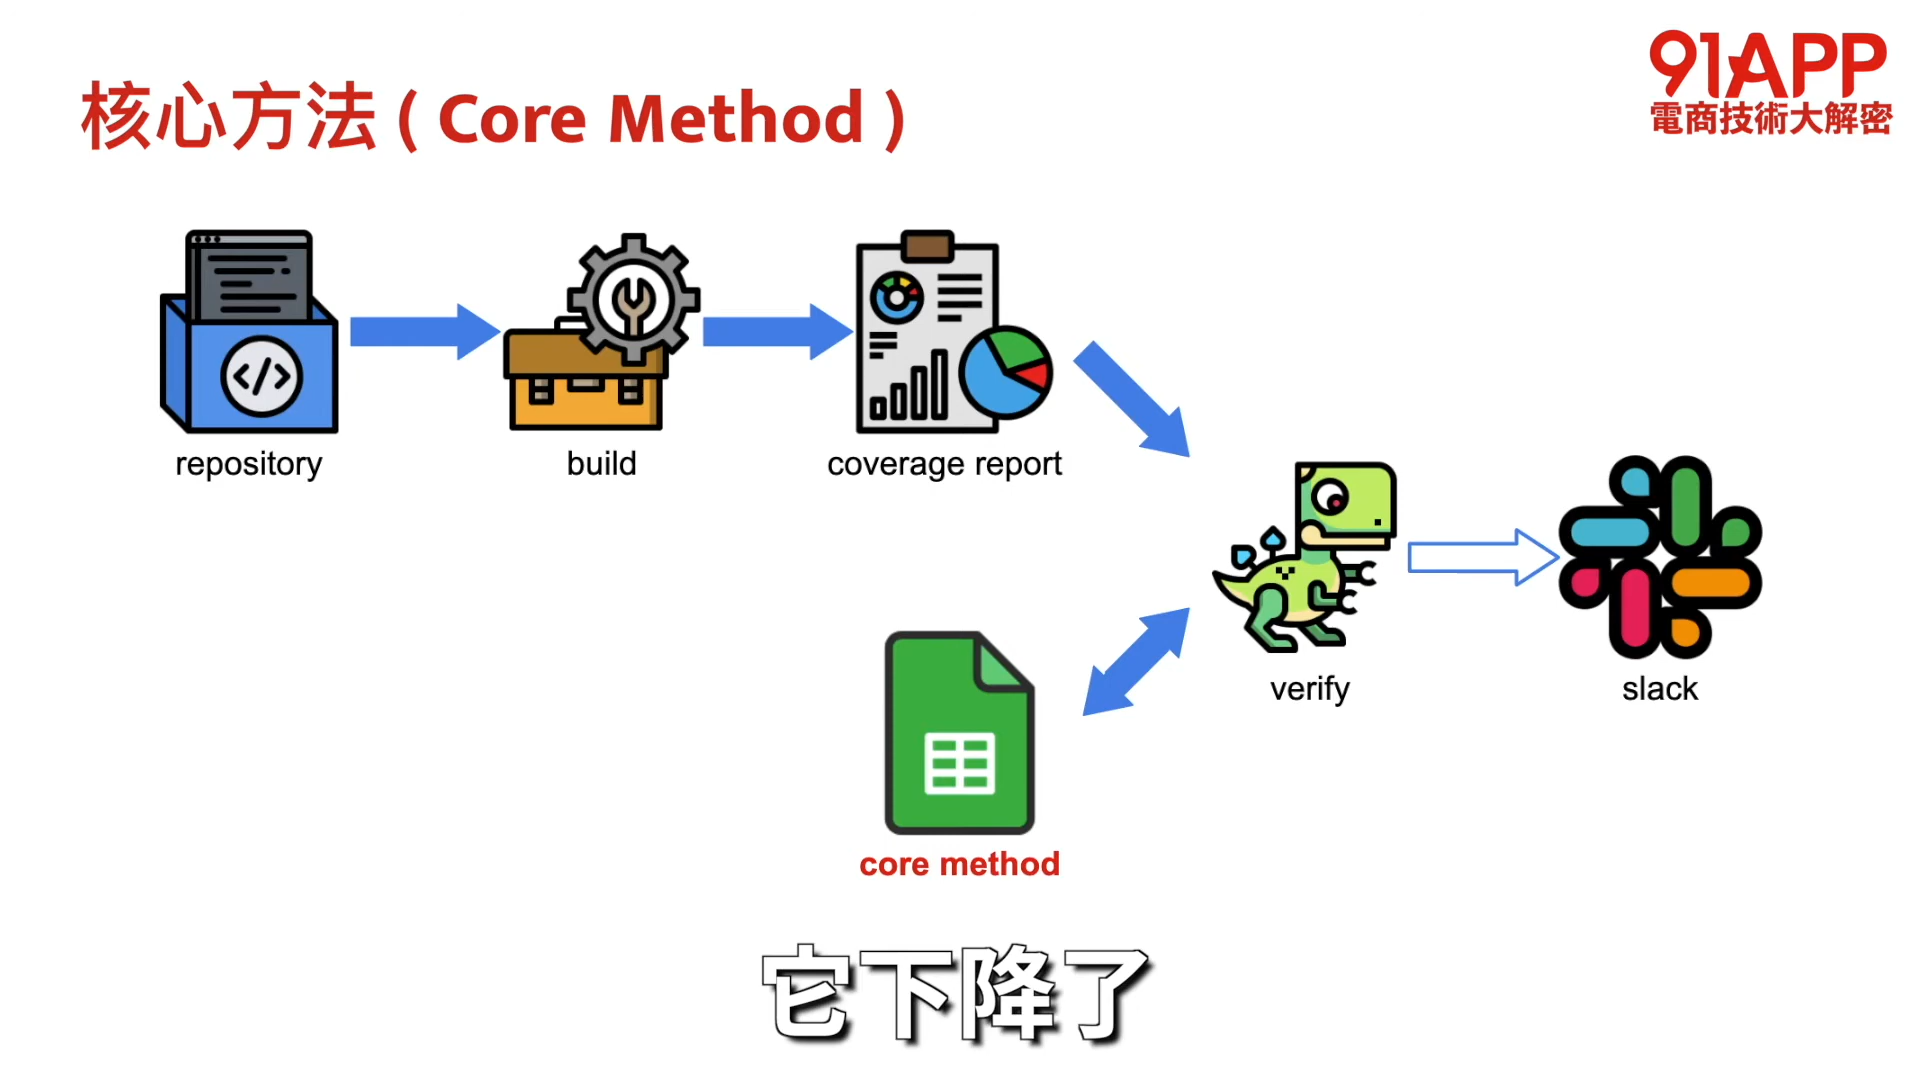 核心方法 ( Core Method )
91APP
電商技術大解密
repository
build
coverage report
verify
slack
core method
它下降了